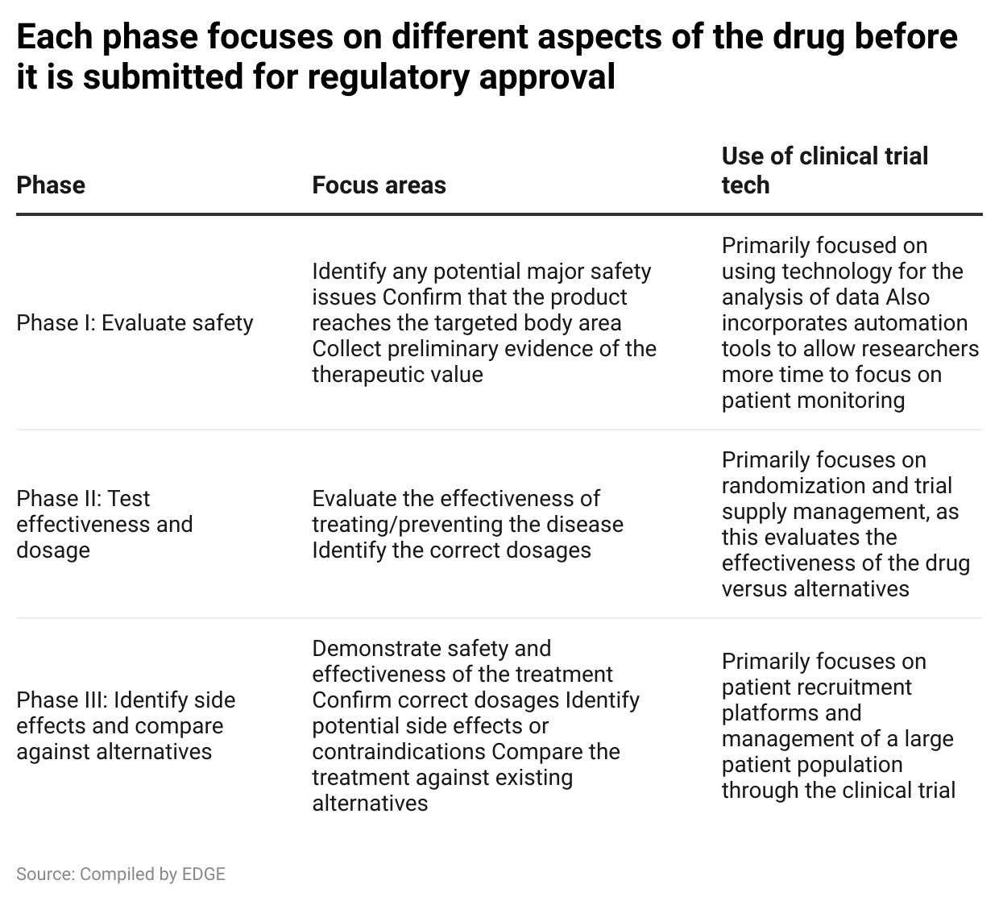 Each phase focuses on different aspects of the drug before
it is submitted for regulatory approval
Phase
Focus areas
Use of clinical trial
tech
Phase I: Evaluate safety
Identify any potential major safety
issues Confirm that the product
reaches the targeted body area
Collect preliminary evidence of the
therapeutic value
Primarily focused on
using technology for the
analysis of data Also
incorporates automation
tools to allow researchers
more time to focus on
patient monitoring
Phase II: Test
effectiveness and
dosage
Evaluate the effectiveness of
treating/preventing the disease
Identify the correct dosages
Primarily focuses on
randomization and trial
supply management, as
this evaluates the
effectiveness of the drug
versus alternatives
Phase III: Identify side
effects and compare
against alternatives
Demonstrate safety and
effectiveness of the treatment
Confirm correct dosages Identify
potential side effects or
contraindications Compare the
treatment against existing
alternatives
Primarily focuses on
patient recruitment
platforms and
management of a large
patient population
through the clinical trial
Source: Compiled by EDGE